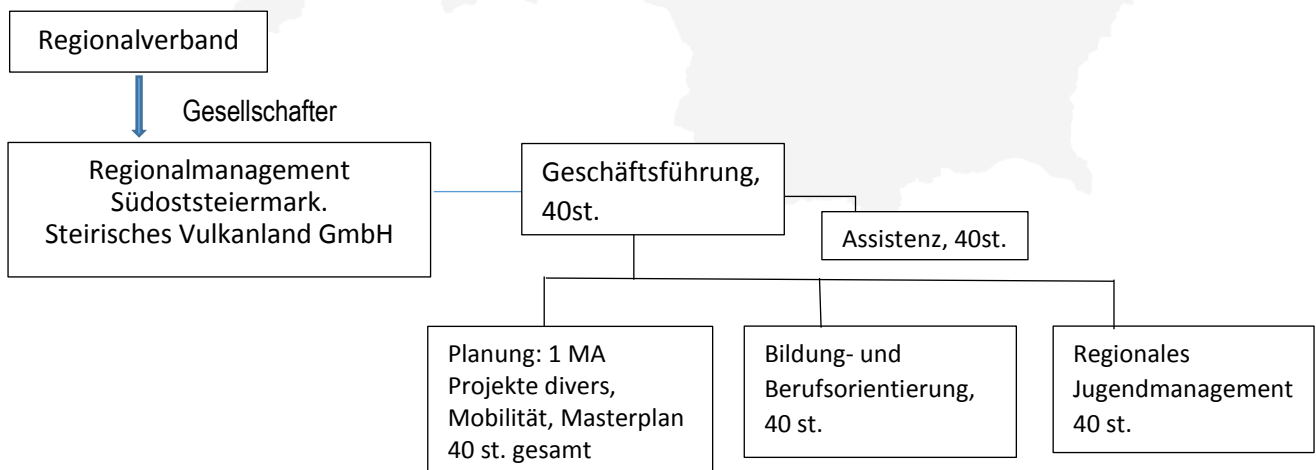 Regionalverband
Gesellschafter
Regionalmanagement
Südoststeiermark.
Steirisches Vulkanland GmbH
Geschäftsführung,
40st.
Assistenz, 40st.
Planung: 1 MA
Projekte divers,
Mobilität, Masterplan
40 st. gesamt
Bildung- und
Berufsorientierung,
40 st.
Regionales
Jugendmanagement
40 st.